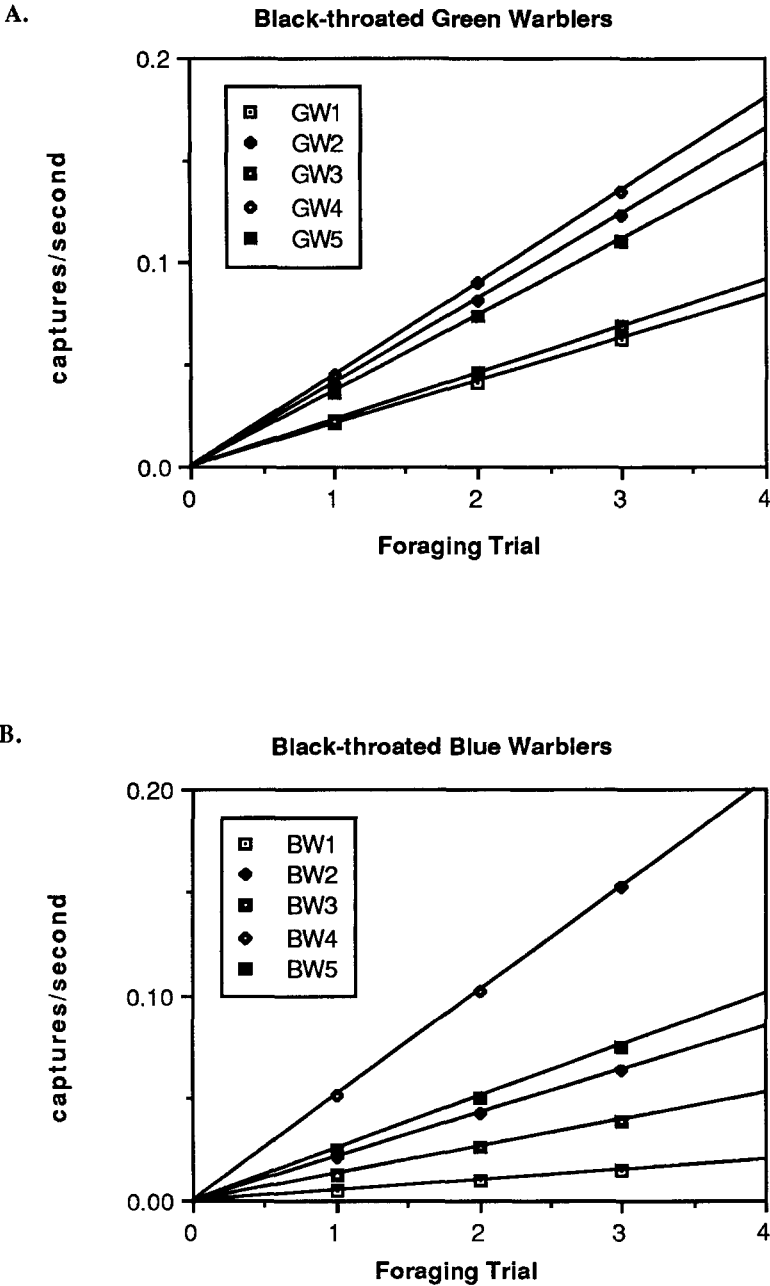 A.
Black-throated Green Warblers
0.2
GW1
GW2
GW3
GW4
GW5
0.1
captures/second
0.0
0 1 2 3 4
Foraging Trial
B.
Black-throated Blue Warblers
0.20
BW1
BW2
BW3
BW4
BW5
0.10
captures/second
0.00
0 1 2 3 4
Foraging Trial